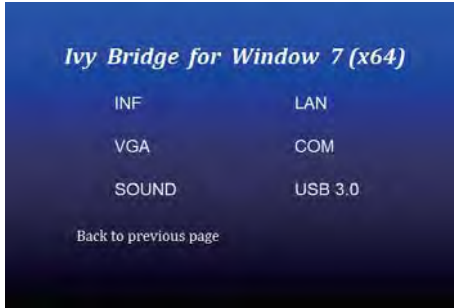 Ivy Bridge for Window 7 (x64)
INF LAN
VGA COM
SOUND USB 3.0
Back to previous page